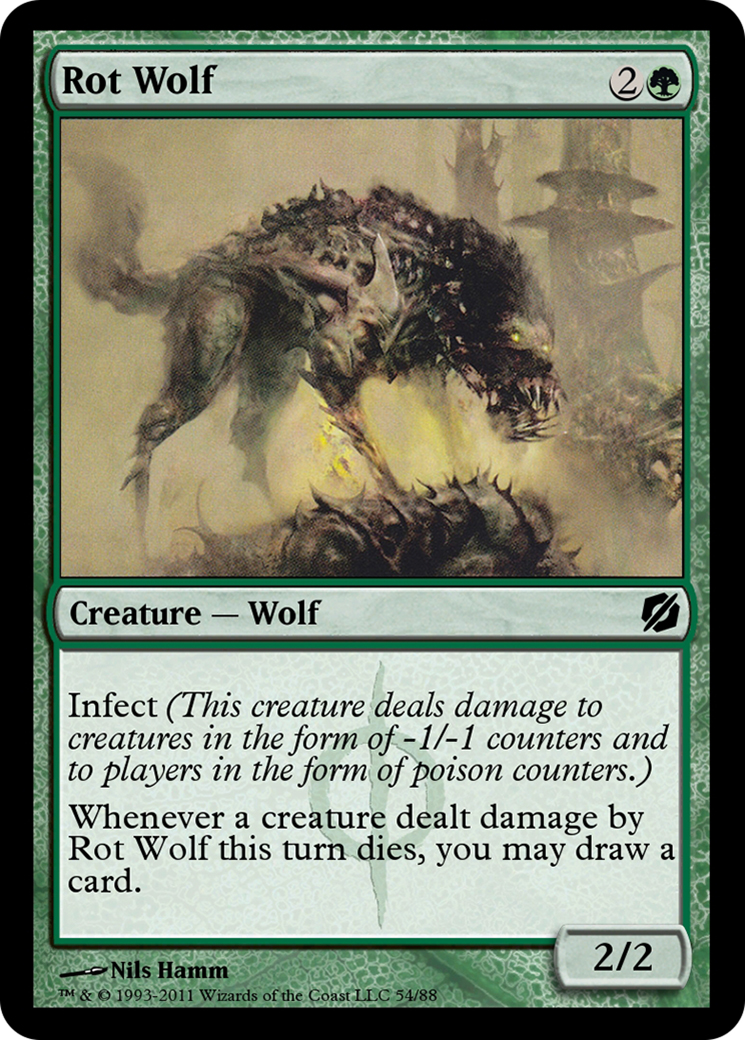 Rot Wolf 2
Creature — Wolf
Infect (This creature deals damage to
creatures in the form of -1/-1 counters and
to players in the form of poison counters.)
Whenever a creature dealt damage by
Rot Wolf this turn dies, you may draw a
card.
2/2
Nils Hamm
™ & © 1993-2011 Wizards of the Coast LLC 54/88